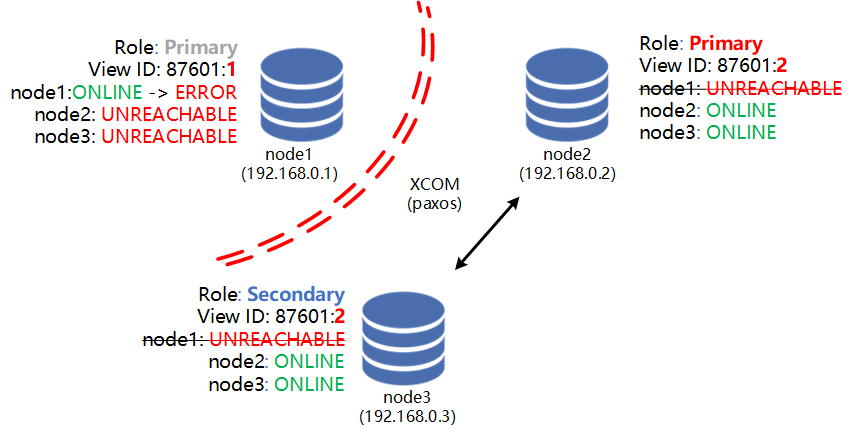 Role: Primary
View ID: 87601:1
node1:ONLINE -> ERROR
node2: UNREACHABLE
node3: UNREACHABLE
node1
(192.168.0.1)
Role: Primary
View ID: 87601:2
node1: UNREACHABLE
node2: ONLINE
node3: ONLINE
node2
(192.168.0.2)
XCOM
(paxos)
Role: Secondary
View ID: 87601:2
node1: UNREACHABLE
node2: ONLINE
node3: ONLINE
node3
(192.168.0.3)